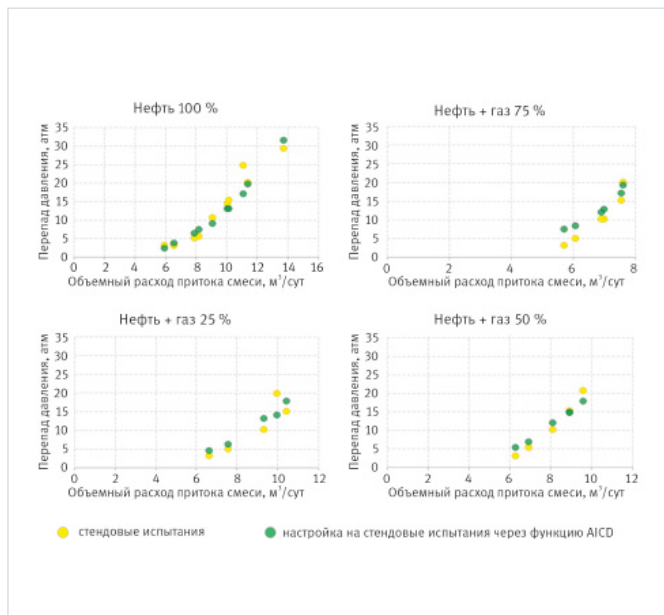 Нефть 100 %
Перепад давления, атм
35
30
25
20
15
10
5
0
0 2 4 6 8 10 12 14 16
Объемный расход притока смеси, м³/сут
Нефть + газ 75 %
Перепад давления, атм
35
30
25
20
15
10
5
0
0 2 4 6 8
Объемный расход притока смеси, м³/сут
Нефть + газ 25 %
Перепад давления, атм
35
30
25
20
15
10
5
0
0 2 4 6 8 10 12
Объемный расход притока смеси, м³/сут
Нефть + газ 50 %
Перепад давления, атм
35
30
25
20
15
10
5
0
0 2 4 6 8 10 12
Объемный расход притока смеси, м³/сут
стендовые испытания
настройка на стендовые испытания через функцию AICD